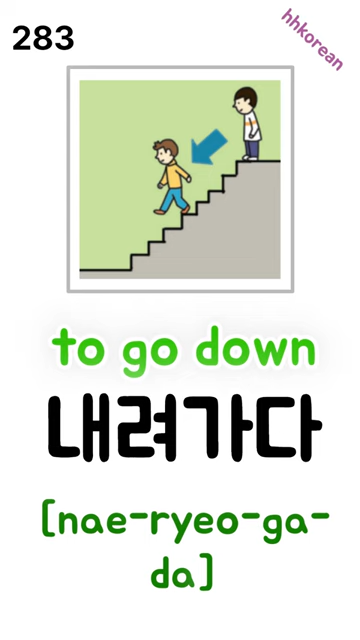 283
hhkorean
to go down
내려가다
[nae-ryeo-ga-
da]